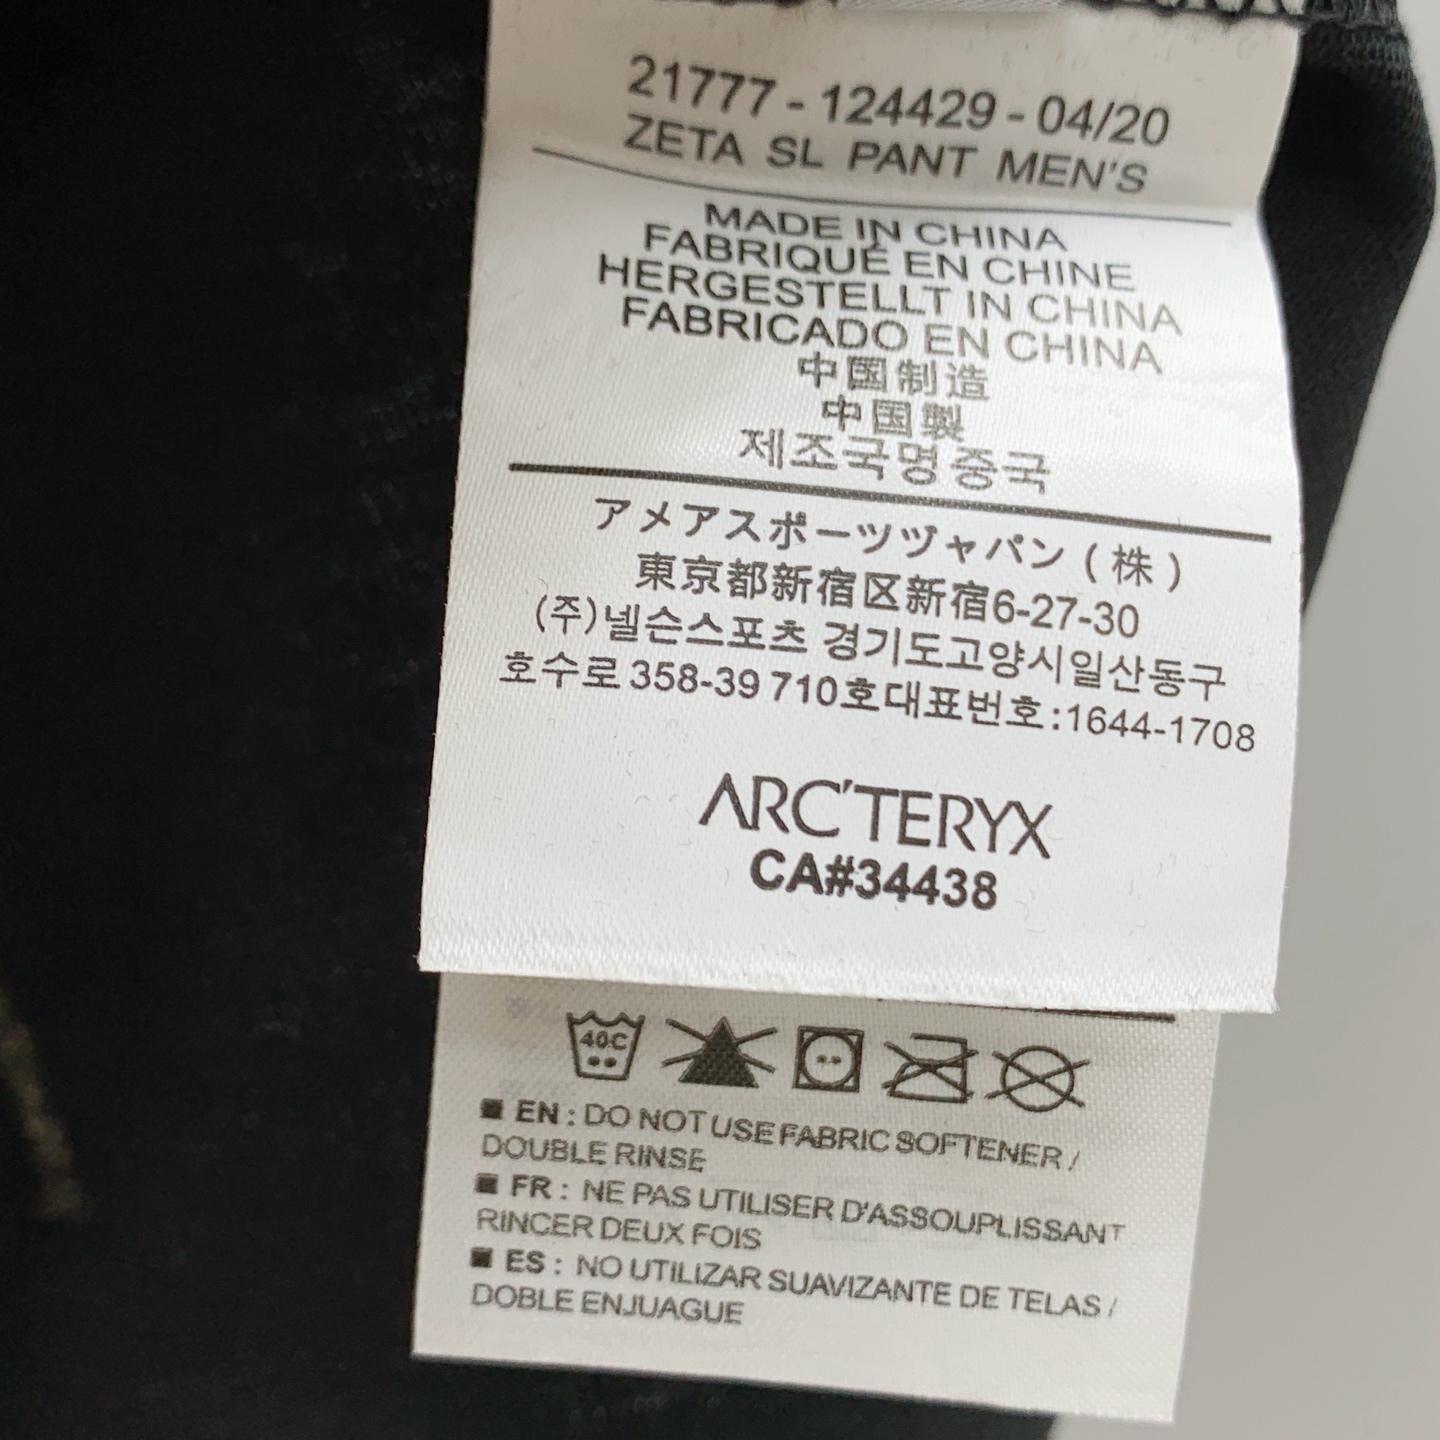 21777 - 124429 - 04/20
ZETA SL PANT MEN'S
MADE IN CHINA
FABRIQUÉ EN CHINE
HERGESTELLT IN CHINA
FABRICADO EN CHINA
中国制造
中国製
제조국명중국
アメアスポーツヅャパン (株)
東京都新宿区新宿6-27-30
(주)넬슨스포츠 경기도고양시일산동구
호수로358-39 710호대표번호:1644-1708
ARC'TERYX
CA#34438
40C
■ EN : DO NOT USE FABRIC SOFTENER /
DOUBLE RINSE
■ FR : NE PAS UTILISER D'ASSOUPLISSANT
RINCER DEUX FOIS
■ ES : NO UTILIZAR SUAVIZANTE DE TELAS /
DOBLE ENJUAGUE